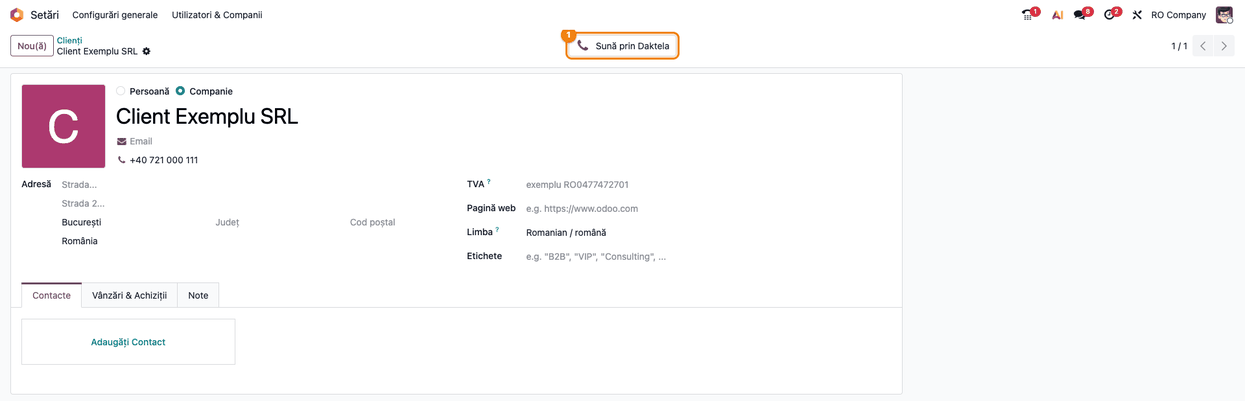 Setări Configurări generale Utilizatori & Companii 1 AI 8 2 RO Company
Nou(ă) Clienți 1 Sună prin Daktela 1 / 1
Client Exemplu SRL
C Persoană Companie
Client Exemplu SRL
Email
+40 721 000 111
Adresă Strada... TVA ? exemplu RO0477472701
Strada 2... Pagină web e.g. https://www.odoo.com
București Județ Cod poștal Limba ? Romanian / română
România
Etichete e.g. "B2B", "VIP", "Consulting", ...
Contacte Vânzări & Achiziții Note
Adaugăți Contact